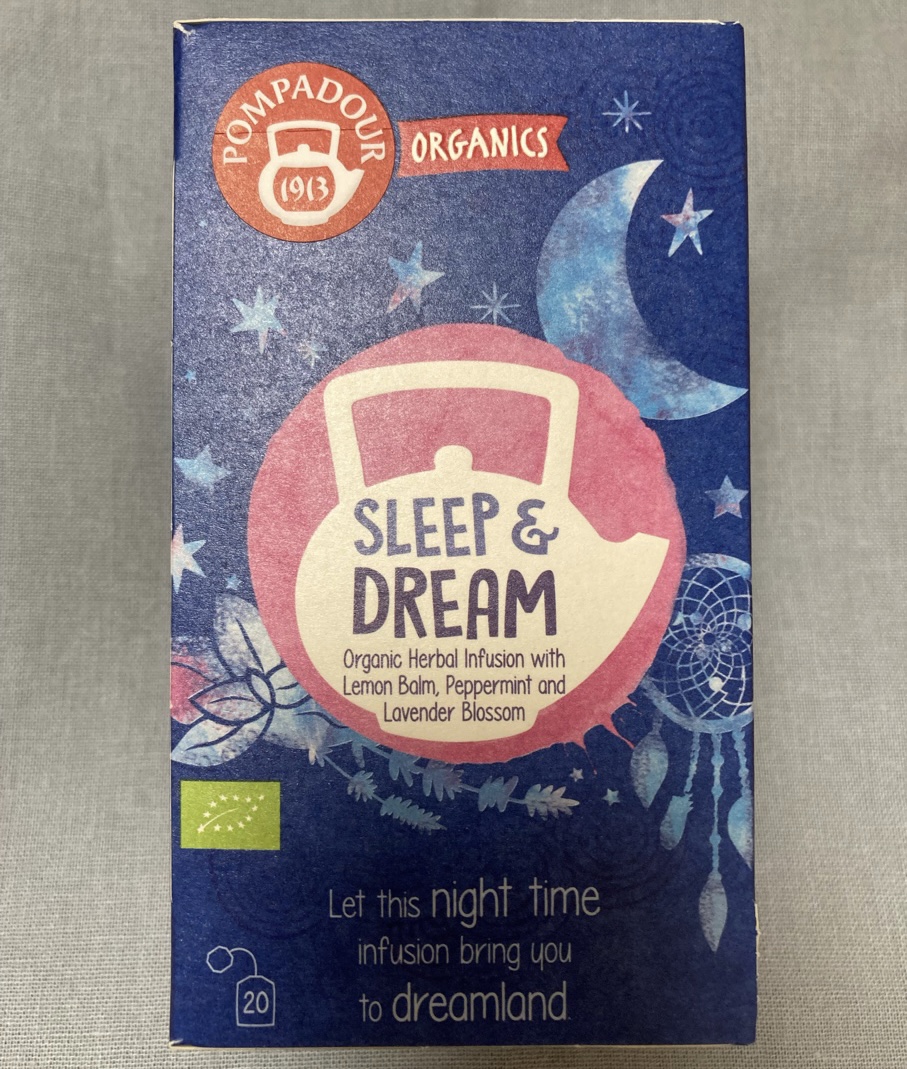 POMPADOUR
1913
ORGANICS
SLEEP &
DREAM
Organic Herbal Infusion with
Lemon Balm, Peppermint and
Lavender Blossom
Let this night time
infusion bring you
to dreamland
20